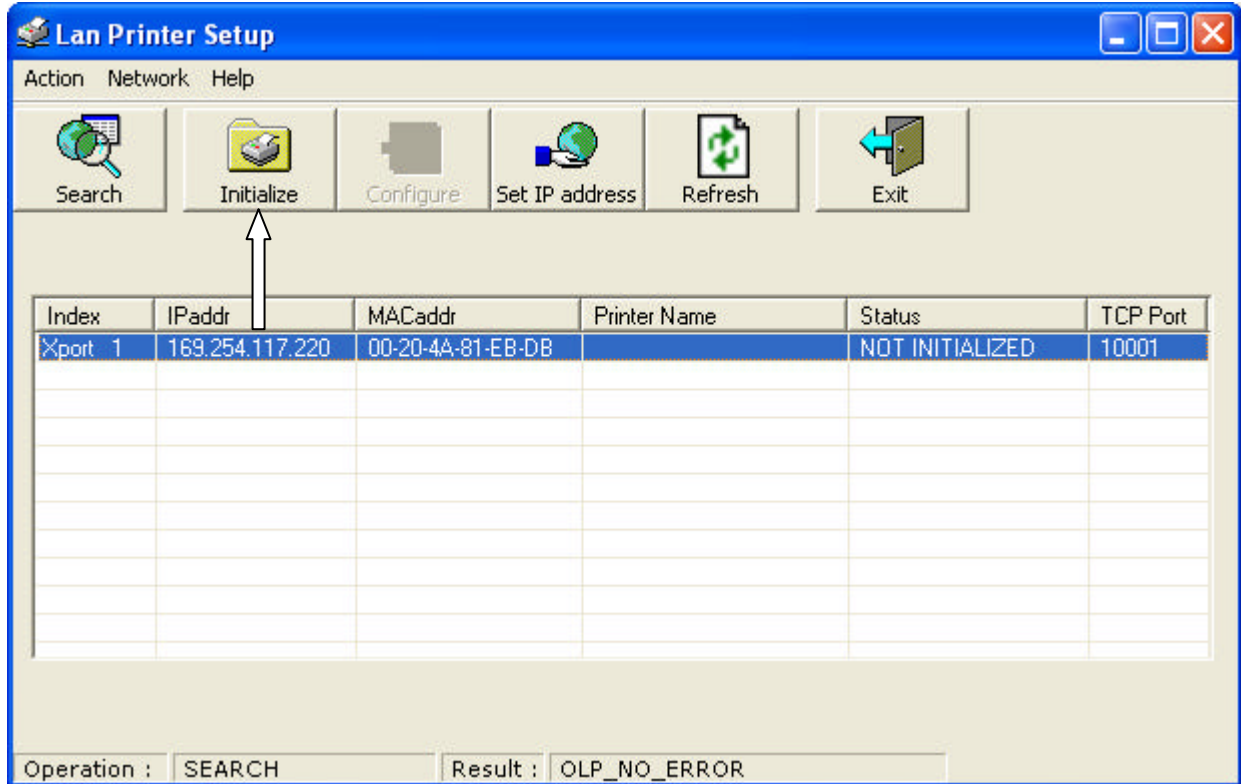 Lan Printer Setup
Action Network Help
Search Initialize Configure Set IP address Refresh Exit
Index IPaddr MACaddr Printer Name Status TCP Port
Xport 1 169.254.117.220 00-20-4A-81-EB-DB NOT INITIALIZED 10001
Operation : SEARCH Result : OLP_NO_ERROR